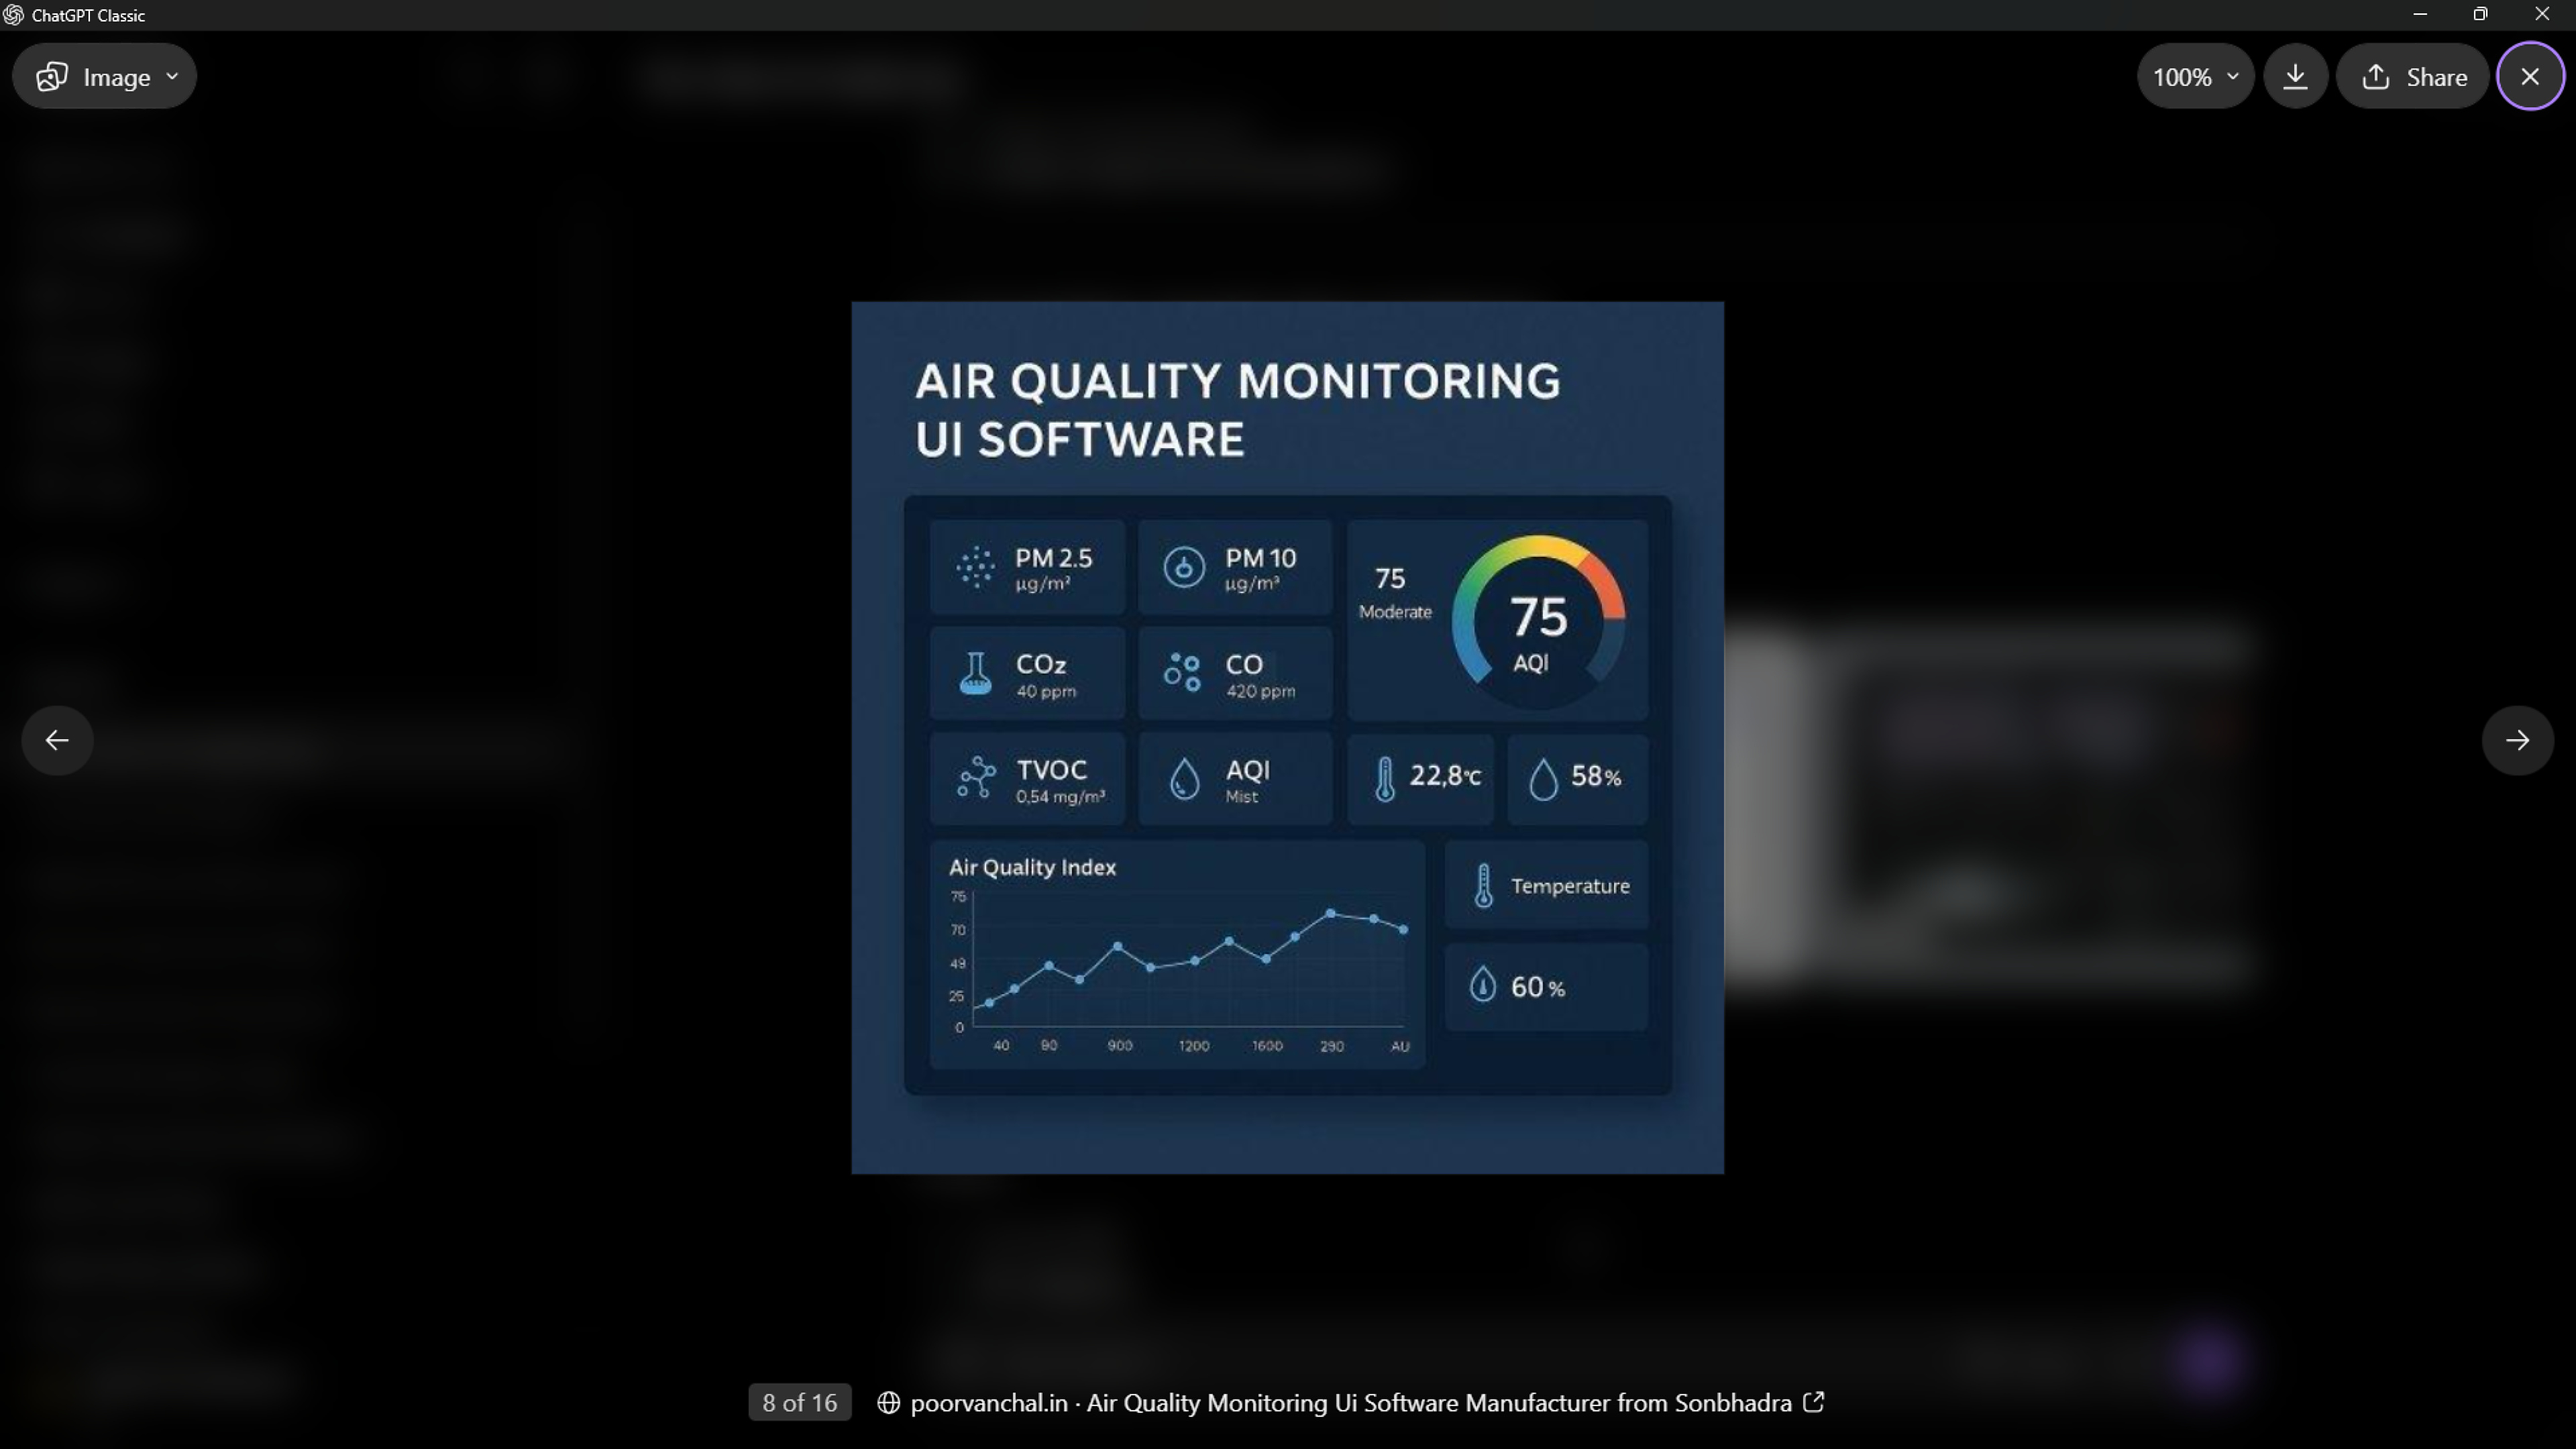 ChatGPT Classic
Image
100%
Share
AIR QUALITY MONITORING
UI SOFTWARE
PM 2.5
µg/m²
PM 10
µg/m³
75
Moderate
75
AQI
COz
40 ppm
CO
420 ppm
TVOC
0,54 mg/m³
AQI
Mist
22,8°C
58%
Air Quality Index
75
70
49
25
0
40 90 900 1200 1600 290 AU
Temperature
60 %
8 of 16
poorvanchal.in · Air Quality Monitoring Ui Software Manufacturer from Sonbhadra